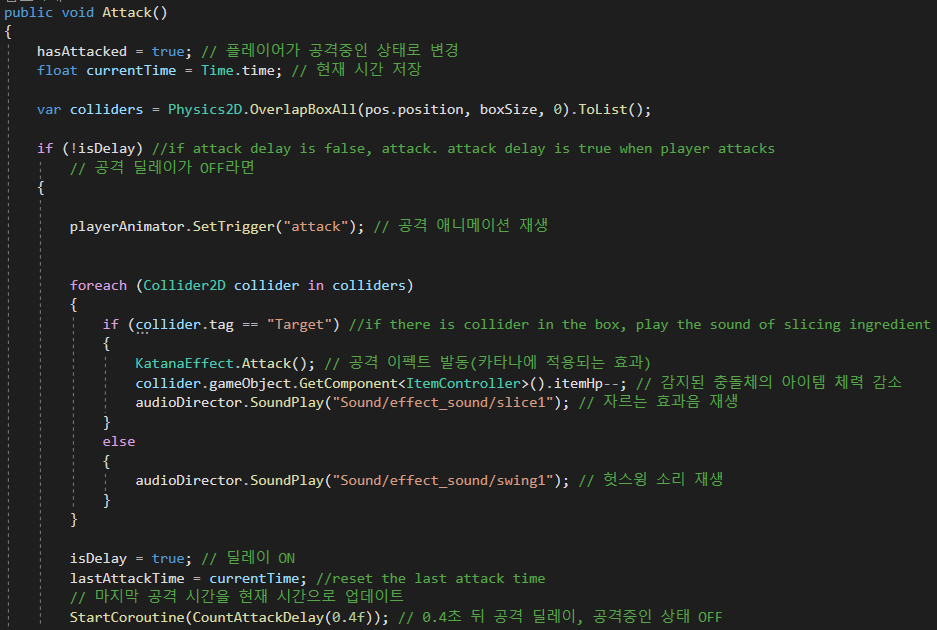 public void Attack()
{
hasAttacked = true; // 플레이어가 공격중인 상태로 변경
float currentTime = Time.time; // 현재 시간 저장
var colliders = Physics2D.OverlapBoxAll(pos.position, boxSize, 0).ToList();
if (!isDelay) //if attack delay is false, attack. attack delay is true when player attacks
// 공격 딜레이가 OFF라면
{
playerAnimator.SetTrigger("attack"); // 공격 애니메이션 재생
foreach (Collider2D collider in colliders)
{
if (collider.tag == "Target") //if there is collider in the box, play the sound of slicing ingredient
{
KatanaEffect.Attack(); // 공격 이펙트 발동(카타나에 적용되는 효과)
collider.gameObject.GetComponent<ItemController>().itemHp--; // 감지된 충돌체의 아이템 체력 감소
audioDirector.SoundPlay("Sound/effect_sound/slice1"); // 자르는 효과음 재생
}
else
{
audioDirector.SoundPlay("Sound/effect_sound/swing1"); // 헛스윙 소리 재생
}
}
isDelay = true; // 딜레이 ON
lastAttackTime = currentTime; //reset the last attack time
// 마지막 공격 시간을 현재 시간으로 업데이트
StartCoroutine(CountAttackDelay(0.4f)); // 0.4초 뒤 공격 딜레이, 공격중인 상태 OFF